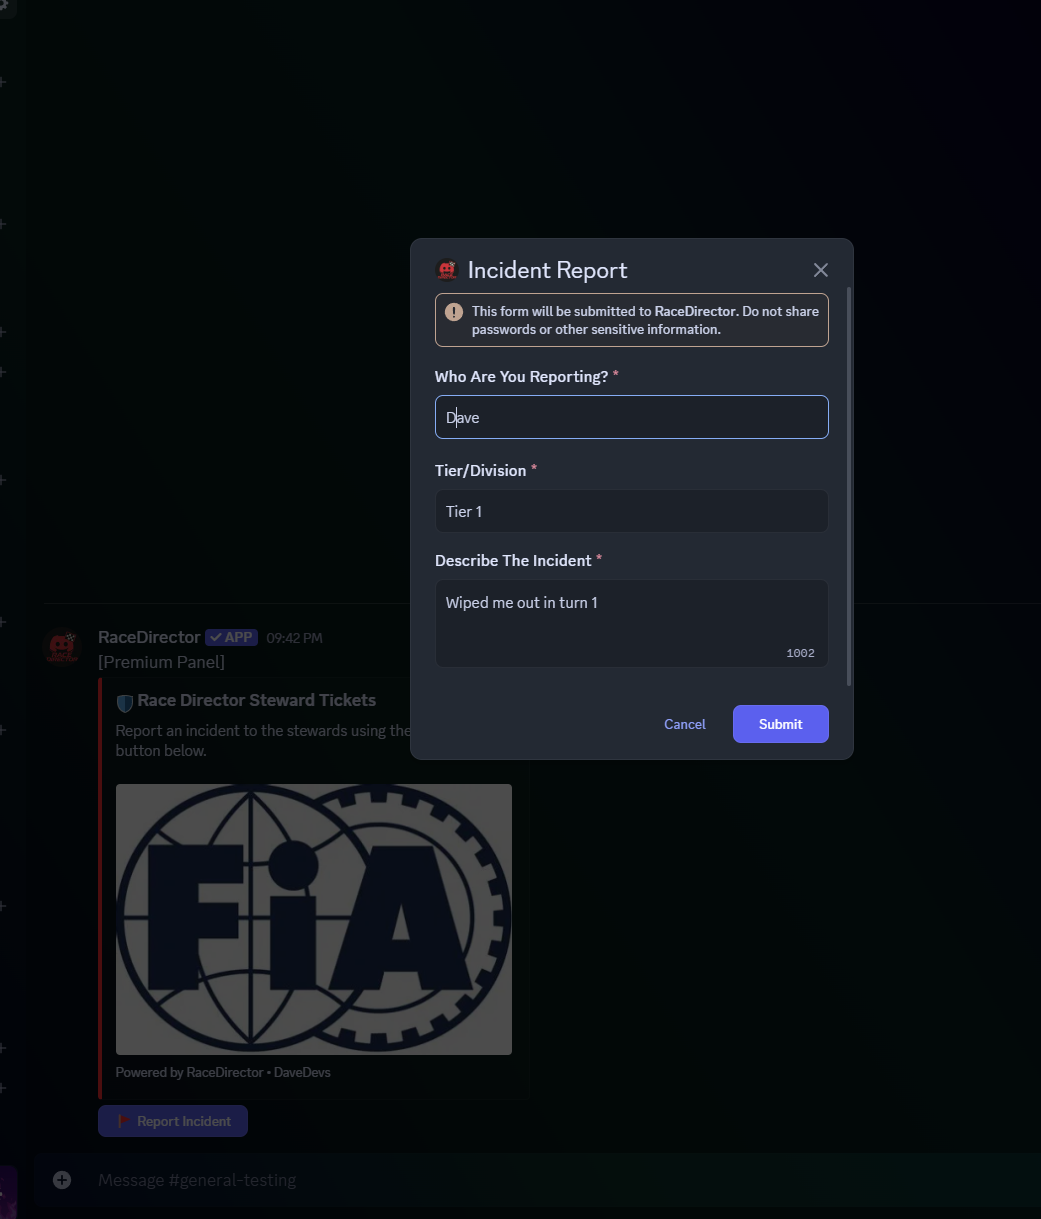 Incident Report
This form will be submitted to RaceDirector. Do not share
passwords or other sensitive information.
Who Are You Reporting? *
Dave
Tier/Division *
Tier 1
Describe The Incident *
Wiped me out in turn 1
1002
Cancel
Submit
RaceDirector ✓ APP 09:42 PM
[Premium Panel]
Race Director Steward Tickets
Report an incident to the stewards using the
button below.
FiA
Powered by RaceDirector • DaveDevs
Report Incident
Message #general-testing